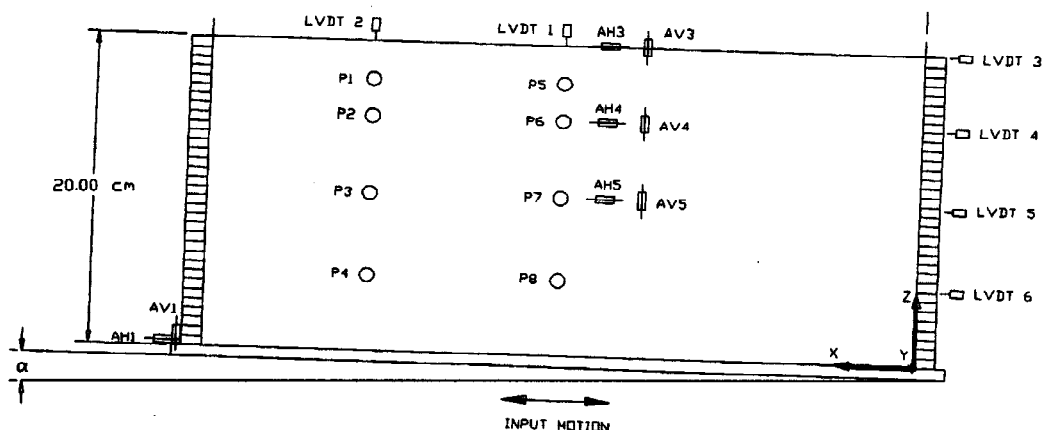 LVDT 2
LVDT 1
AH3
AV3
LVDT 3
P1
P5
P2
P6
AH4
AV4
LVDT 4
20.00 cm
P3
P7
AH5
AV5
LVDT 5
P4
P8
AV1
Z
LVDT 6
AH1
X
Y
α
INPUT MOTION